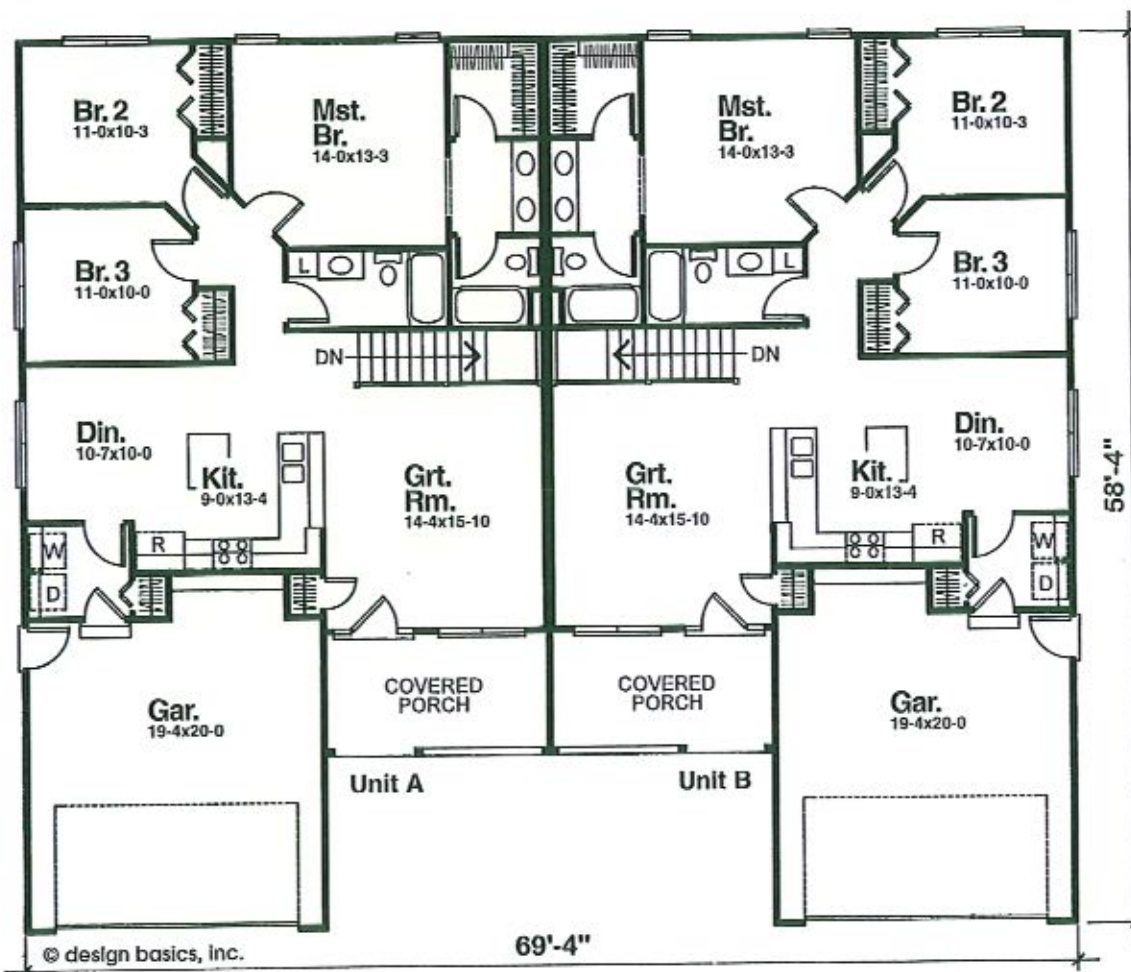 Br. 2
11-0x10-3
Mst.
Br.
14-0x13-3
Mst.
Br.
14-0x13-3
Br. 2
11-0x10-3
Br. 3
11-0x10-0
L
L
Br. 3
11-0x10-0
DN
DN
Din.
10-7x10-0
Kit.
9-0x13-4
Grt.
Rm.
14-4x15-10
Grt.
Rm.
14-4x15-10
Kit.
9-0x13-4
Din.
10-7x10-0
58'-4"
W
D
R
R
W
D
Gar.
19-4x20-0
COVERED
PORCH
COVERED
PORCH
Gar.
19-4x20-0
Unit A
Unit B
© design basics, inc.
69'-4"